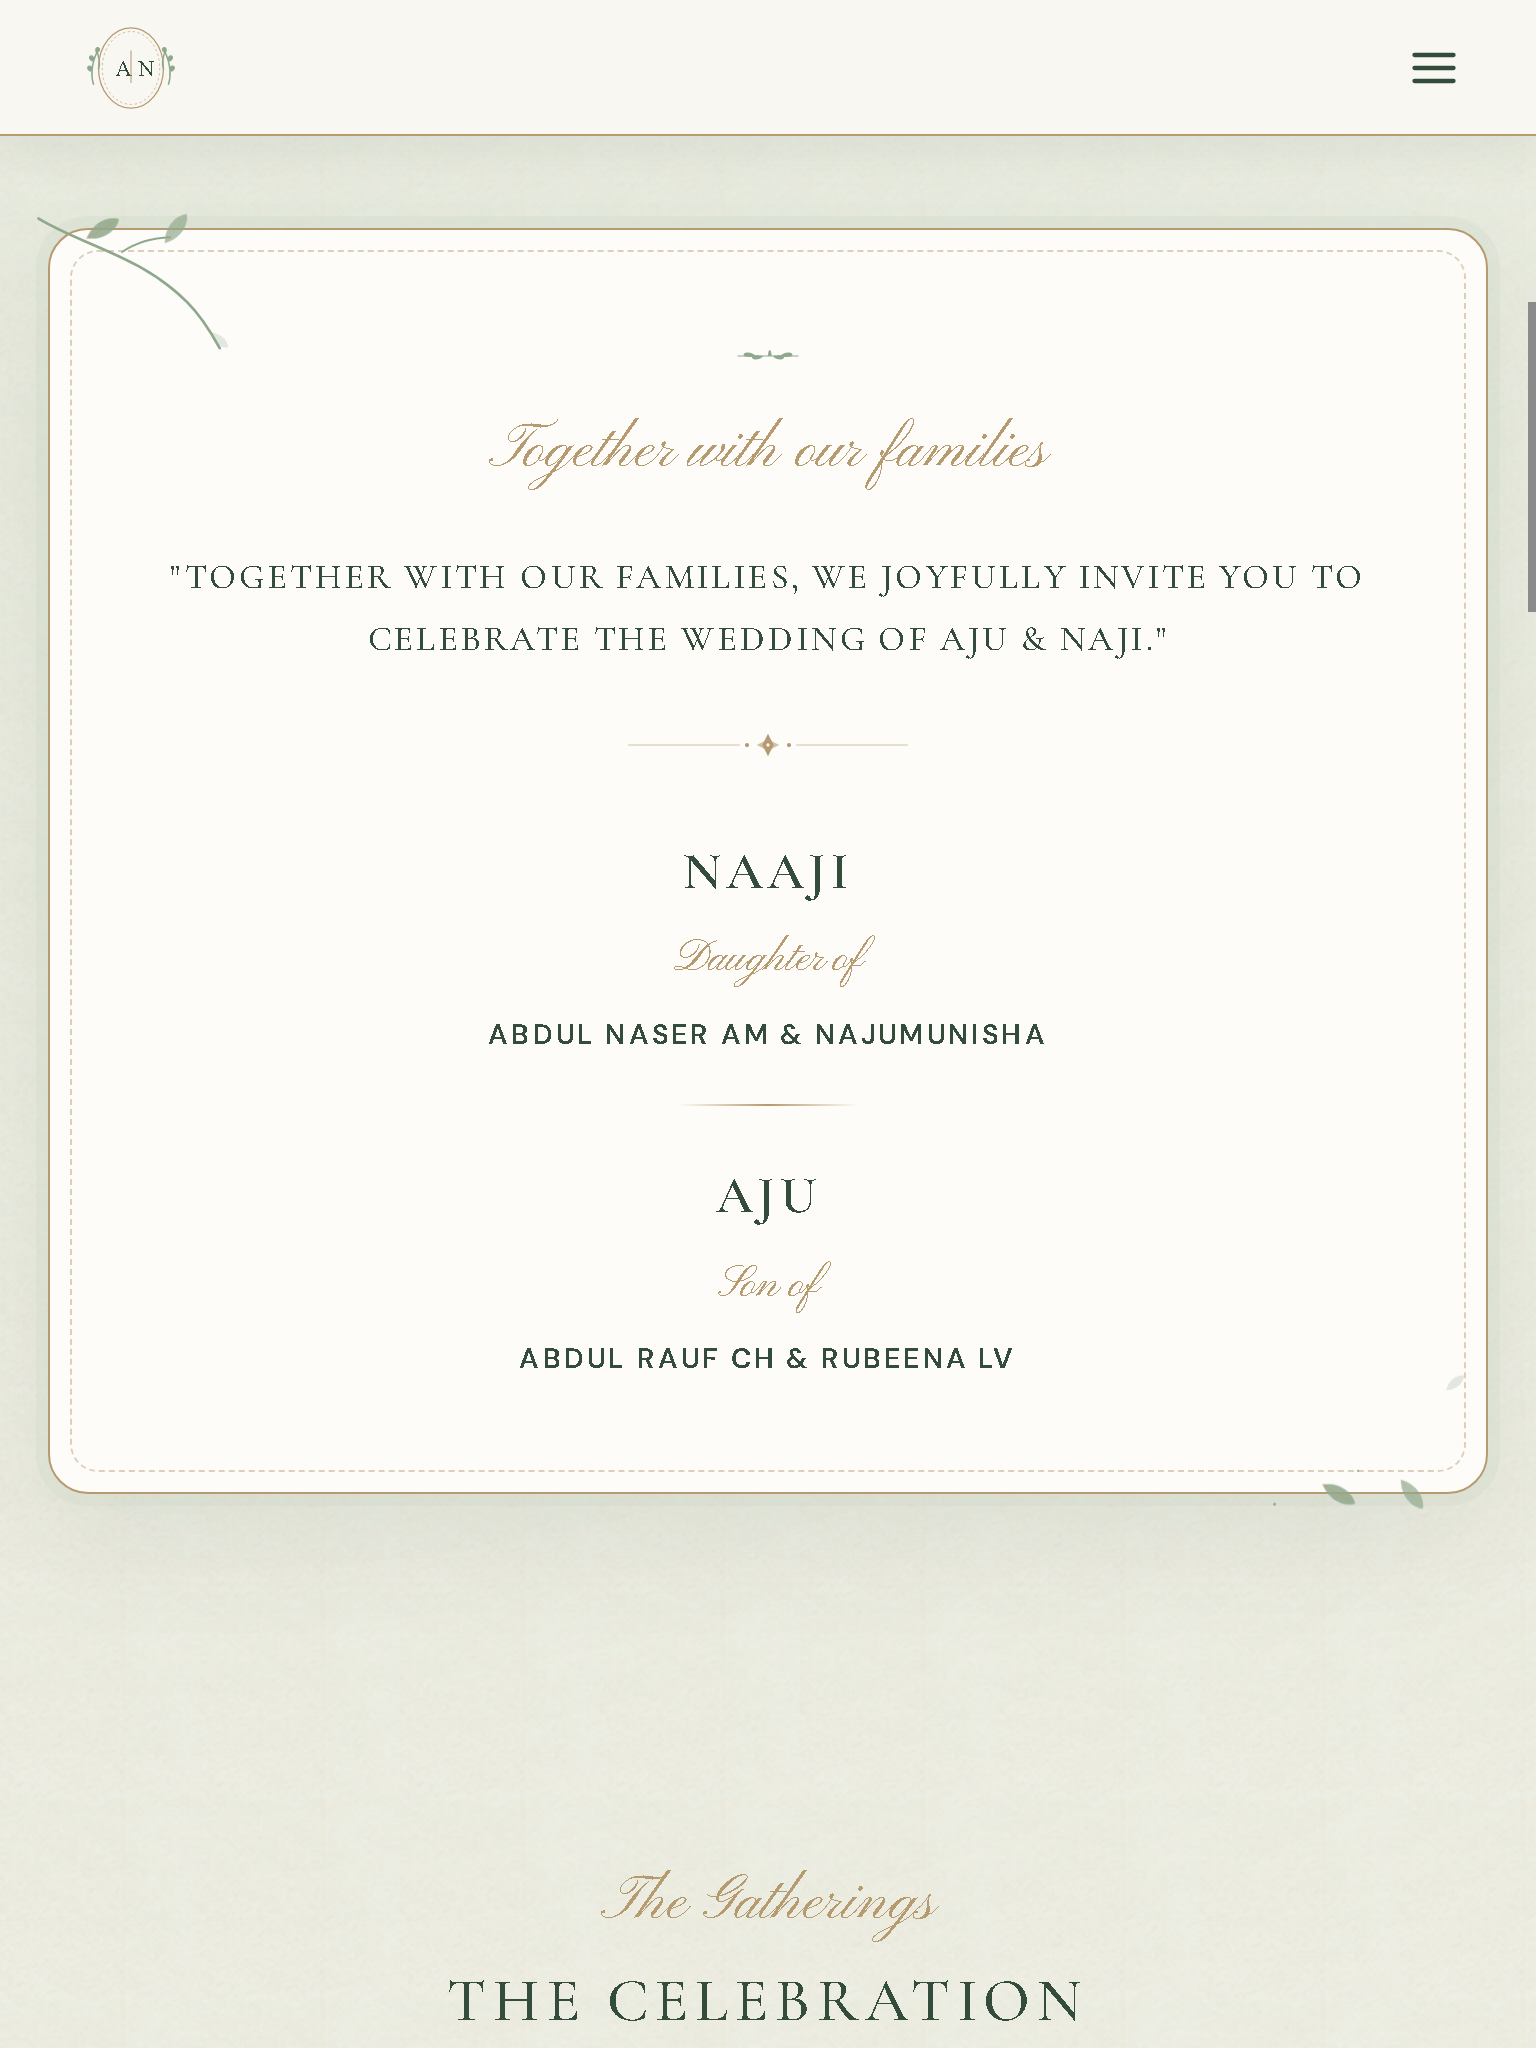 A N
Together with our families
"TOGETHER WITH OUR FAMILIES, WE JOYFULLY INVITE YOU TO
CELEBRATE THE WEDDING OF AJU & NAJI."
NAAJI
Daughter of
ABDUL NASER AM & NAJUMUNISHA
AJU
Son of
ABDUL RAUF CH & RUBEENA LV
The Gatherings
THE CELEBRATION